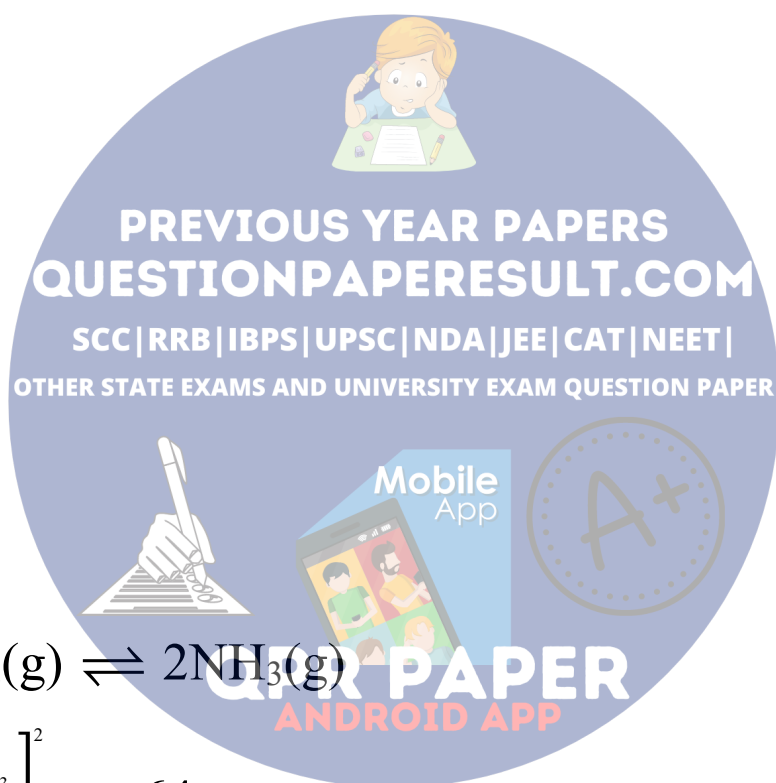 PREVIOUS YEAR PAPERS
QUESTIONPAPERESULT.COM
SCC|RRB|IBPS|UPSC|NDA|JEE|CAT|NEET|
OTHER STATE EXAMS AND UNIVERSITY EXAM QUESTION PAPER
Mobile
App
A+
(g) ⇌ 2NH₃(g)
QPR PAPER
ANDROID APP
]²